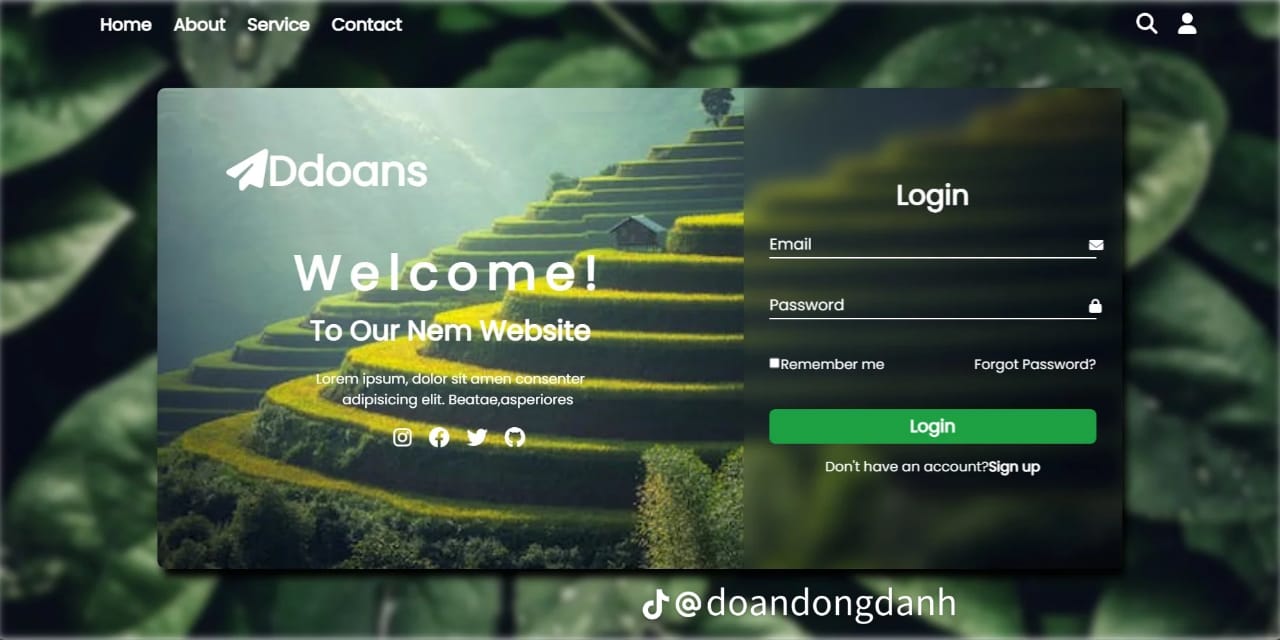 Home About Service Contact
Ddoans
Welcome!
To Our Nem Website
Lorem ipsum, dolor sit amen consenter
adipisicing elit. Beatae,asperiores
Login
Email
Password
Remember me Forgot Password?
Login
Don't have an account?Sign up
@doandongdanh